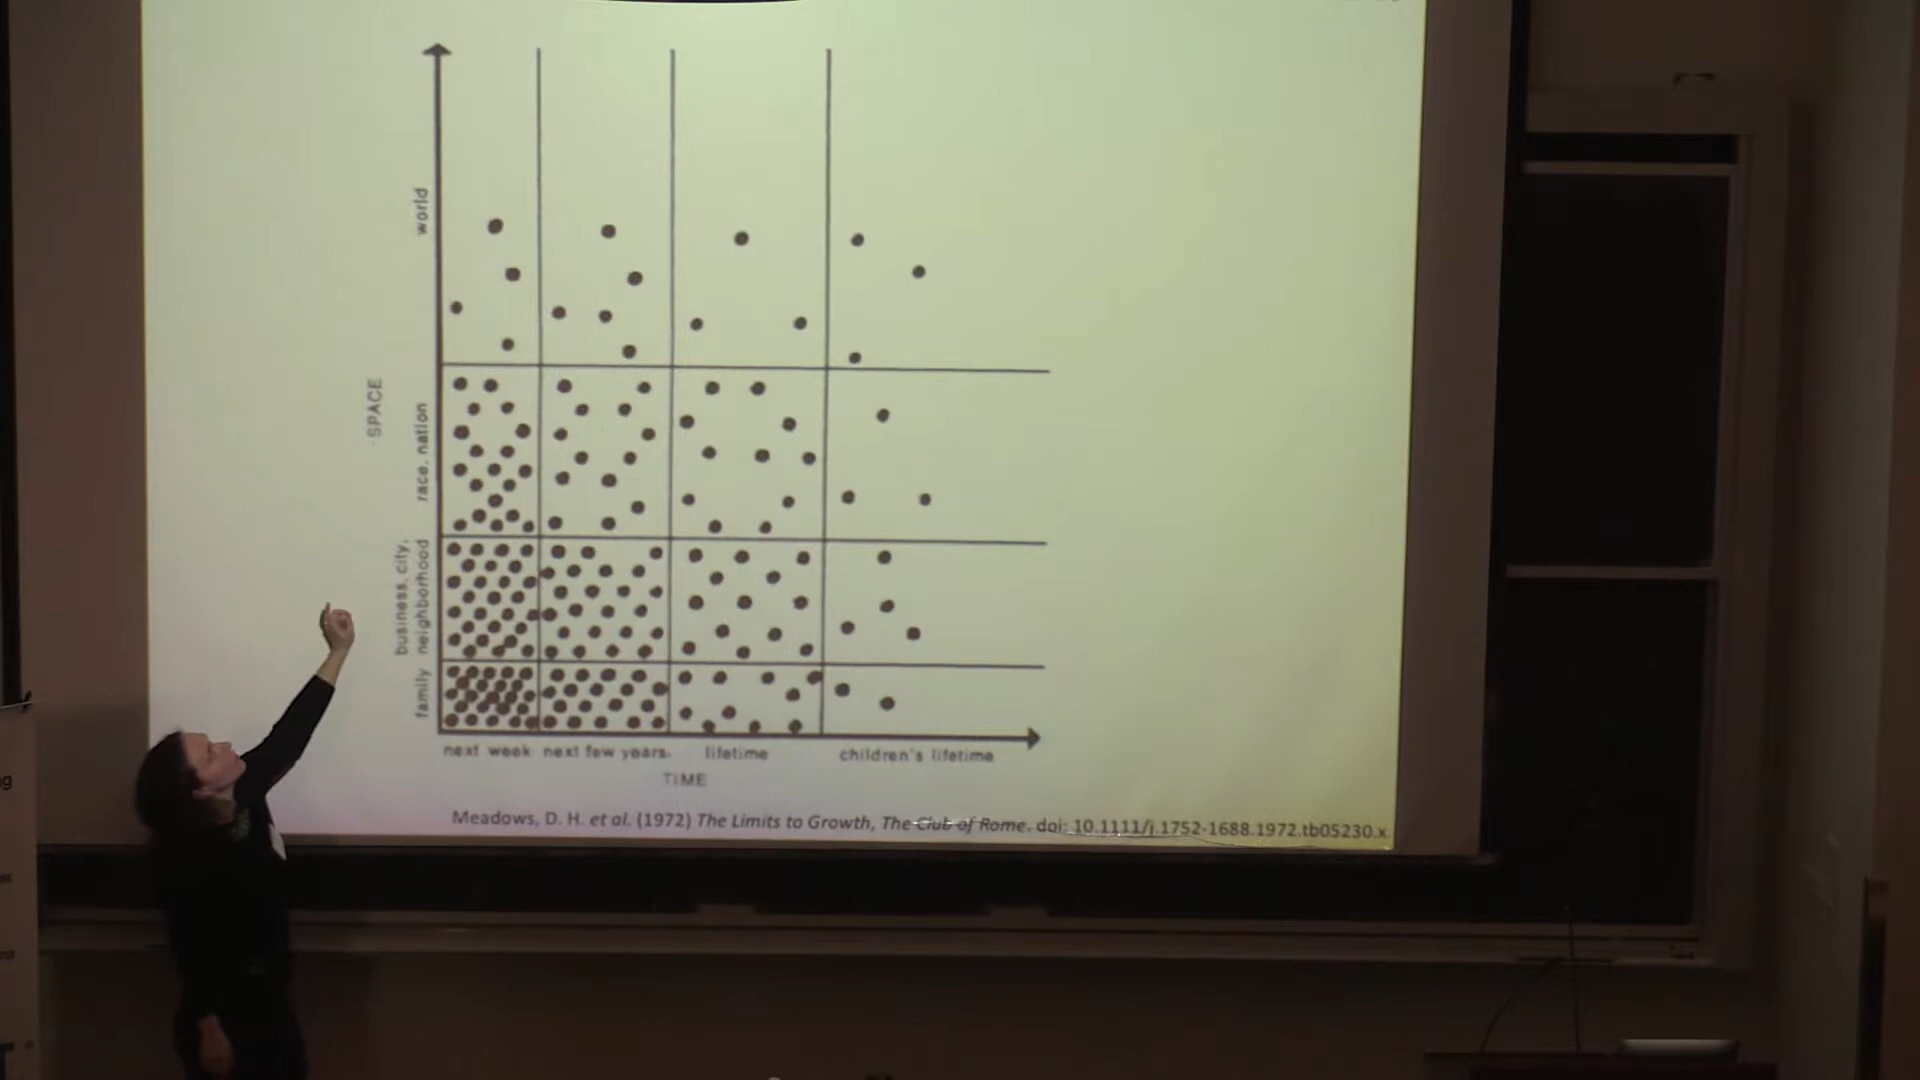 world
SPACE
race, nation
business, city,
neighborhood
family
next week next few years lifetime children's lifetime
TIME
Meadows, D. H. et al. (1972) The Limits to Growth, The Club of Rome. doi: 10.1111/j.1752-1688.1972.tb05230.x.
g